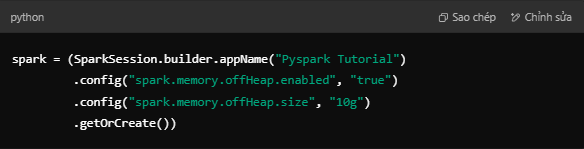 python
Sao chép
Chỉnh sửa
spark = (SparkSession.builder.appName("Pyspark Tutorial")
.config("spark.memory.offHeap.enabled", "true")
.config("spark.memory.offHeap.size", "10g")
.getOrCreate())